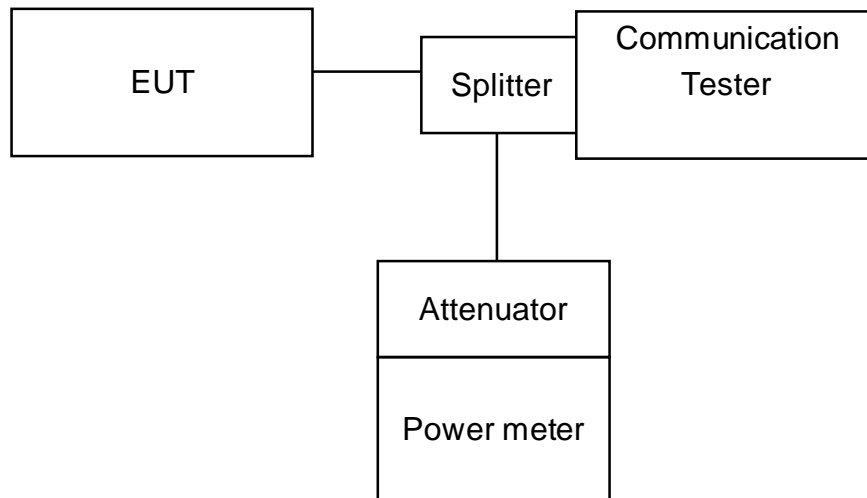 EUT
Splitter
Communication
Tester
Attenuator
Power meter